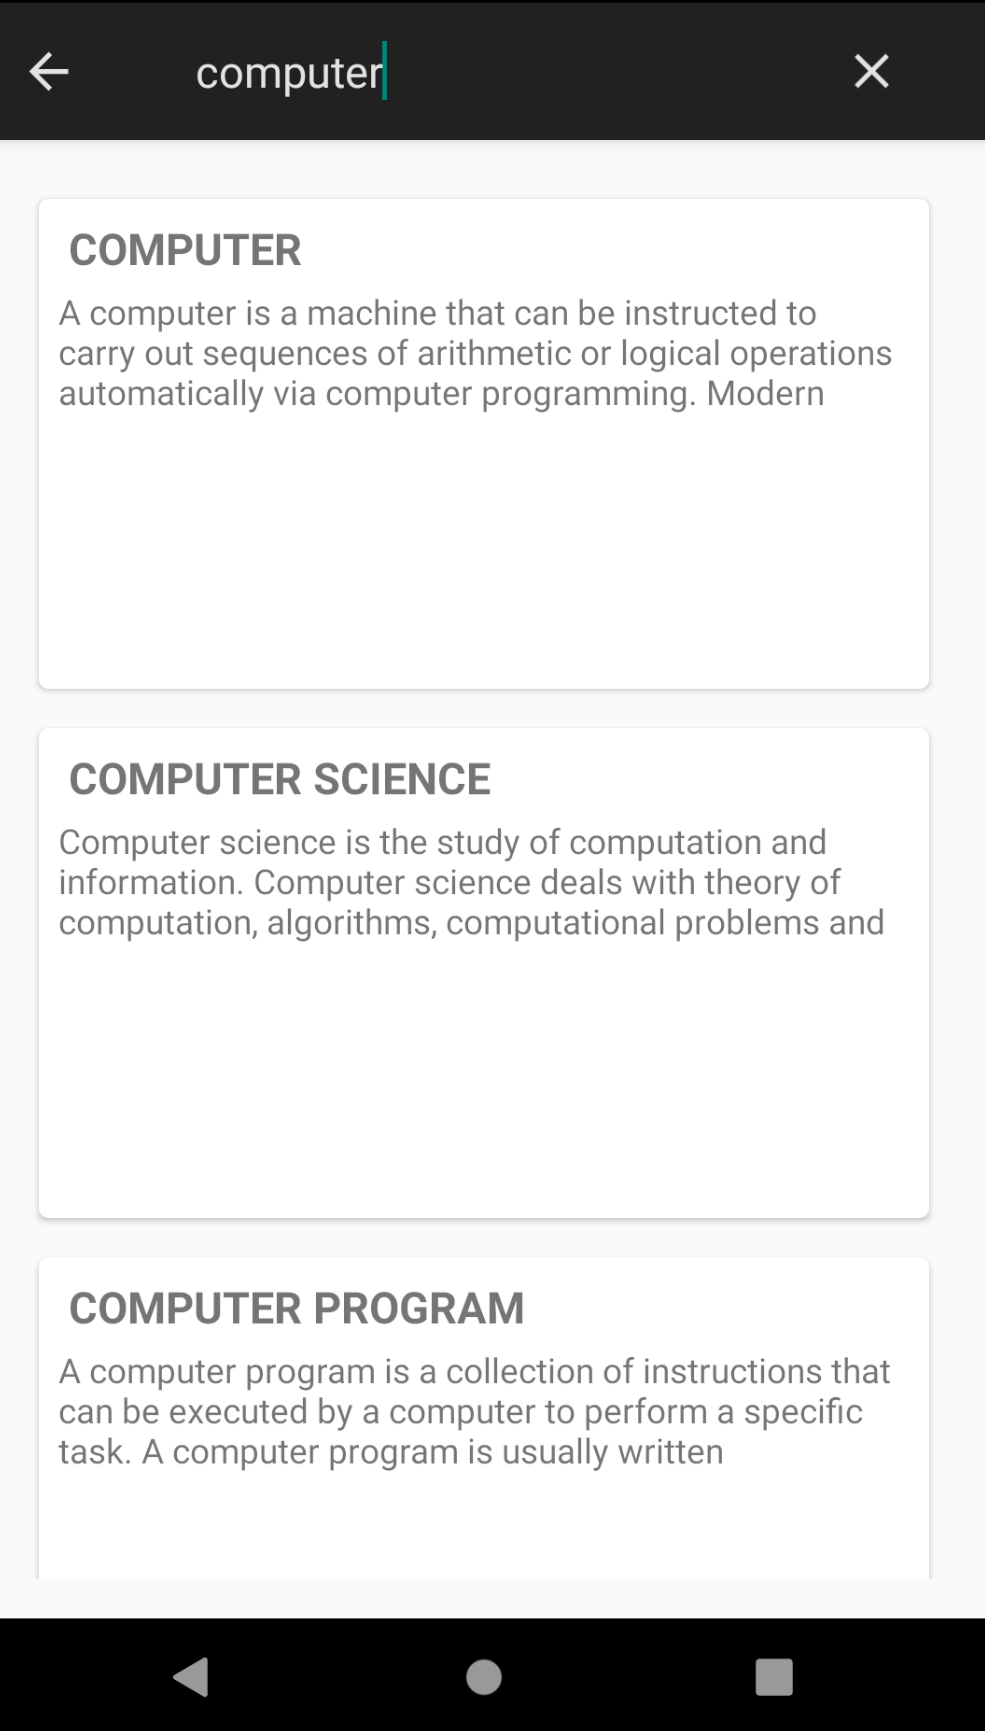 computer
COMPUTER
A computer is a machine that can be instructed to
carry out sequences of arithmetic or logical operations
automatically via computer programming. Modern
COMPUTER SCIENCE
Computer science is the study of computation and
information. Computer science deals with theory of
computation, algorithms, computational problems and
COMPUTER PROGRAM
A computer program is a collection of instructions that
can be executed by a computer to perform a specific
task. A computer program is usually written